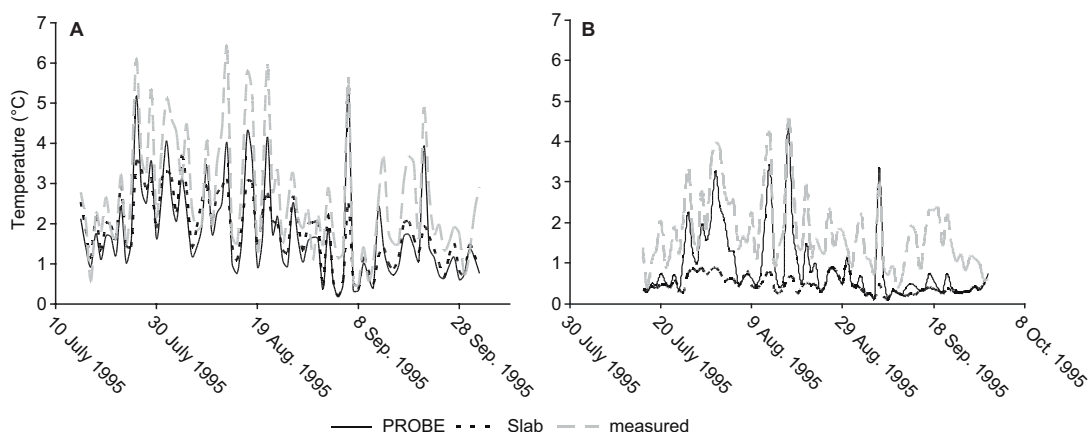 A
B
7
6
5
4
3
2
1
0
Temperature (°C)
10 July 1995
30 July 1995
19 Aug. 1995
8 Sep. 1995
28 Sep. 1995
7
6
5
4
3
2
1
0
30 July 1995
20 July 1995
9 Aug. 1995
29 Aug. 1995
18 Sep. 1995
8 Oct. 1995
PROBE Slab measured